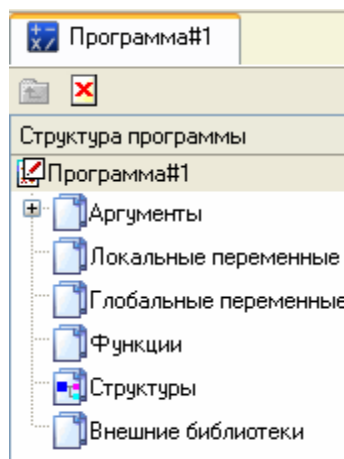 Программа#1
Структура программы
Программа#1
Аргументы
Локальные переменные
Глобальные переменные
Функции
Структуры
Внешние библиотеки